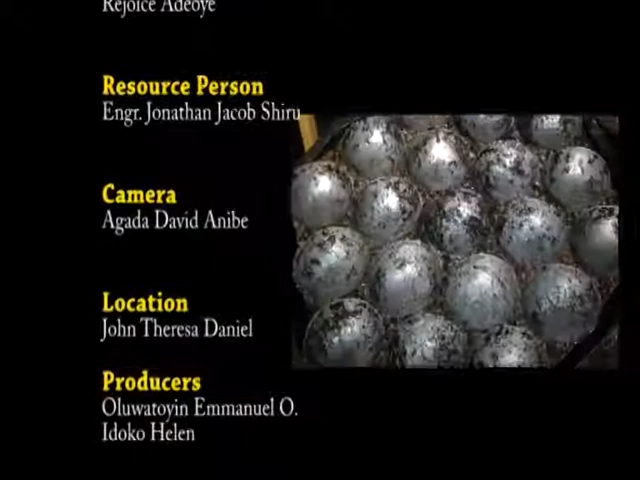 Rejoice Adeoye
Resource Person
Engr. Jonathan Jacob Shiru
Camera
Agada David Anibe
Location
John Theresa Daniel
Producers
Oluwatoyin Emmanuel O.
Idoko Helen